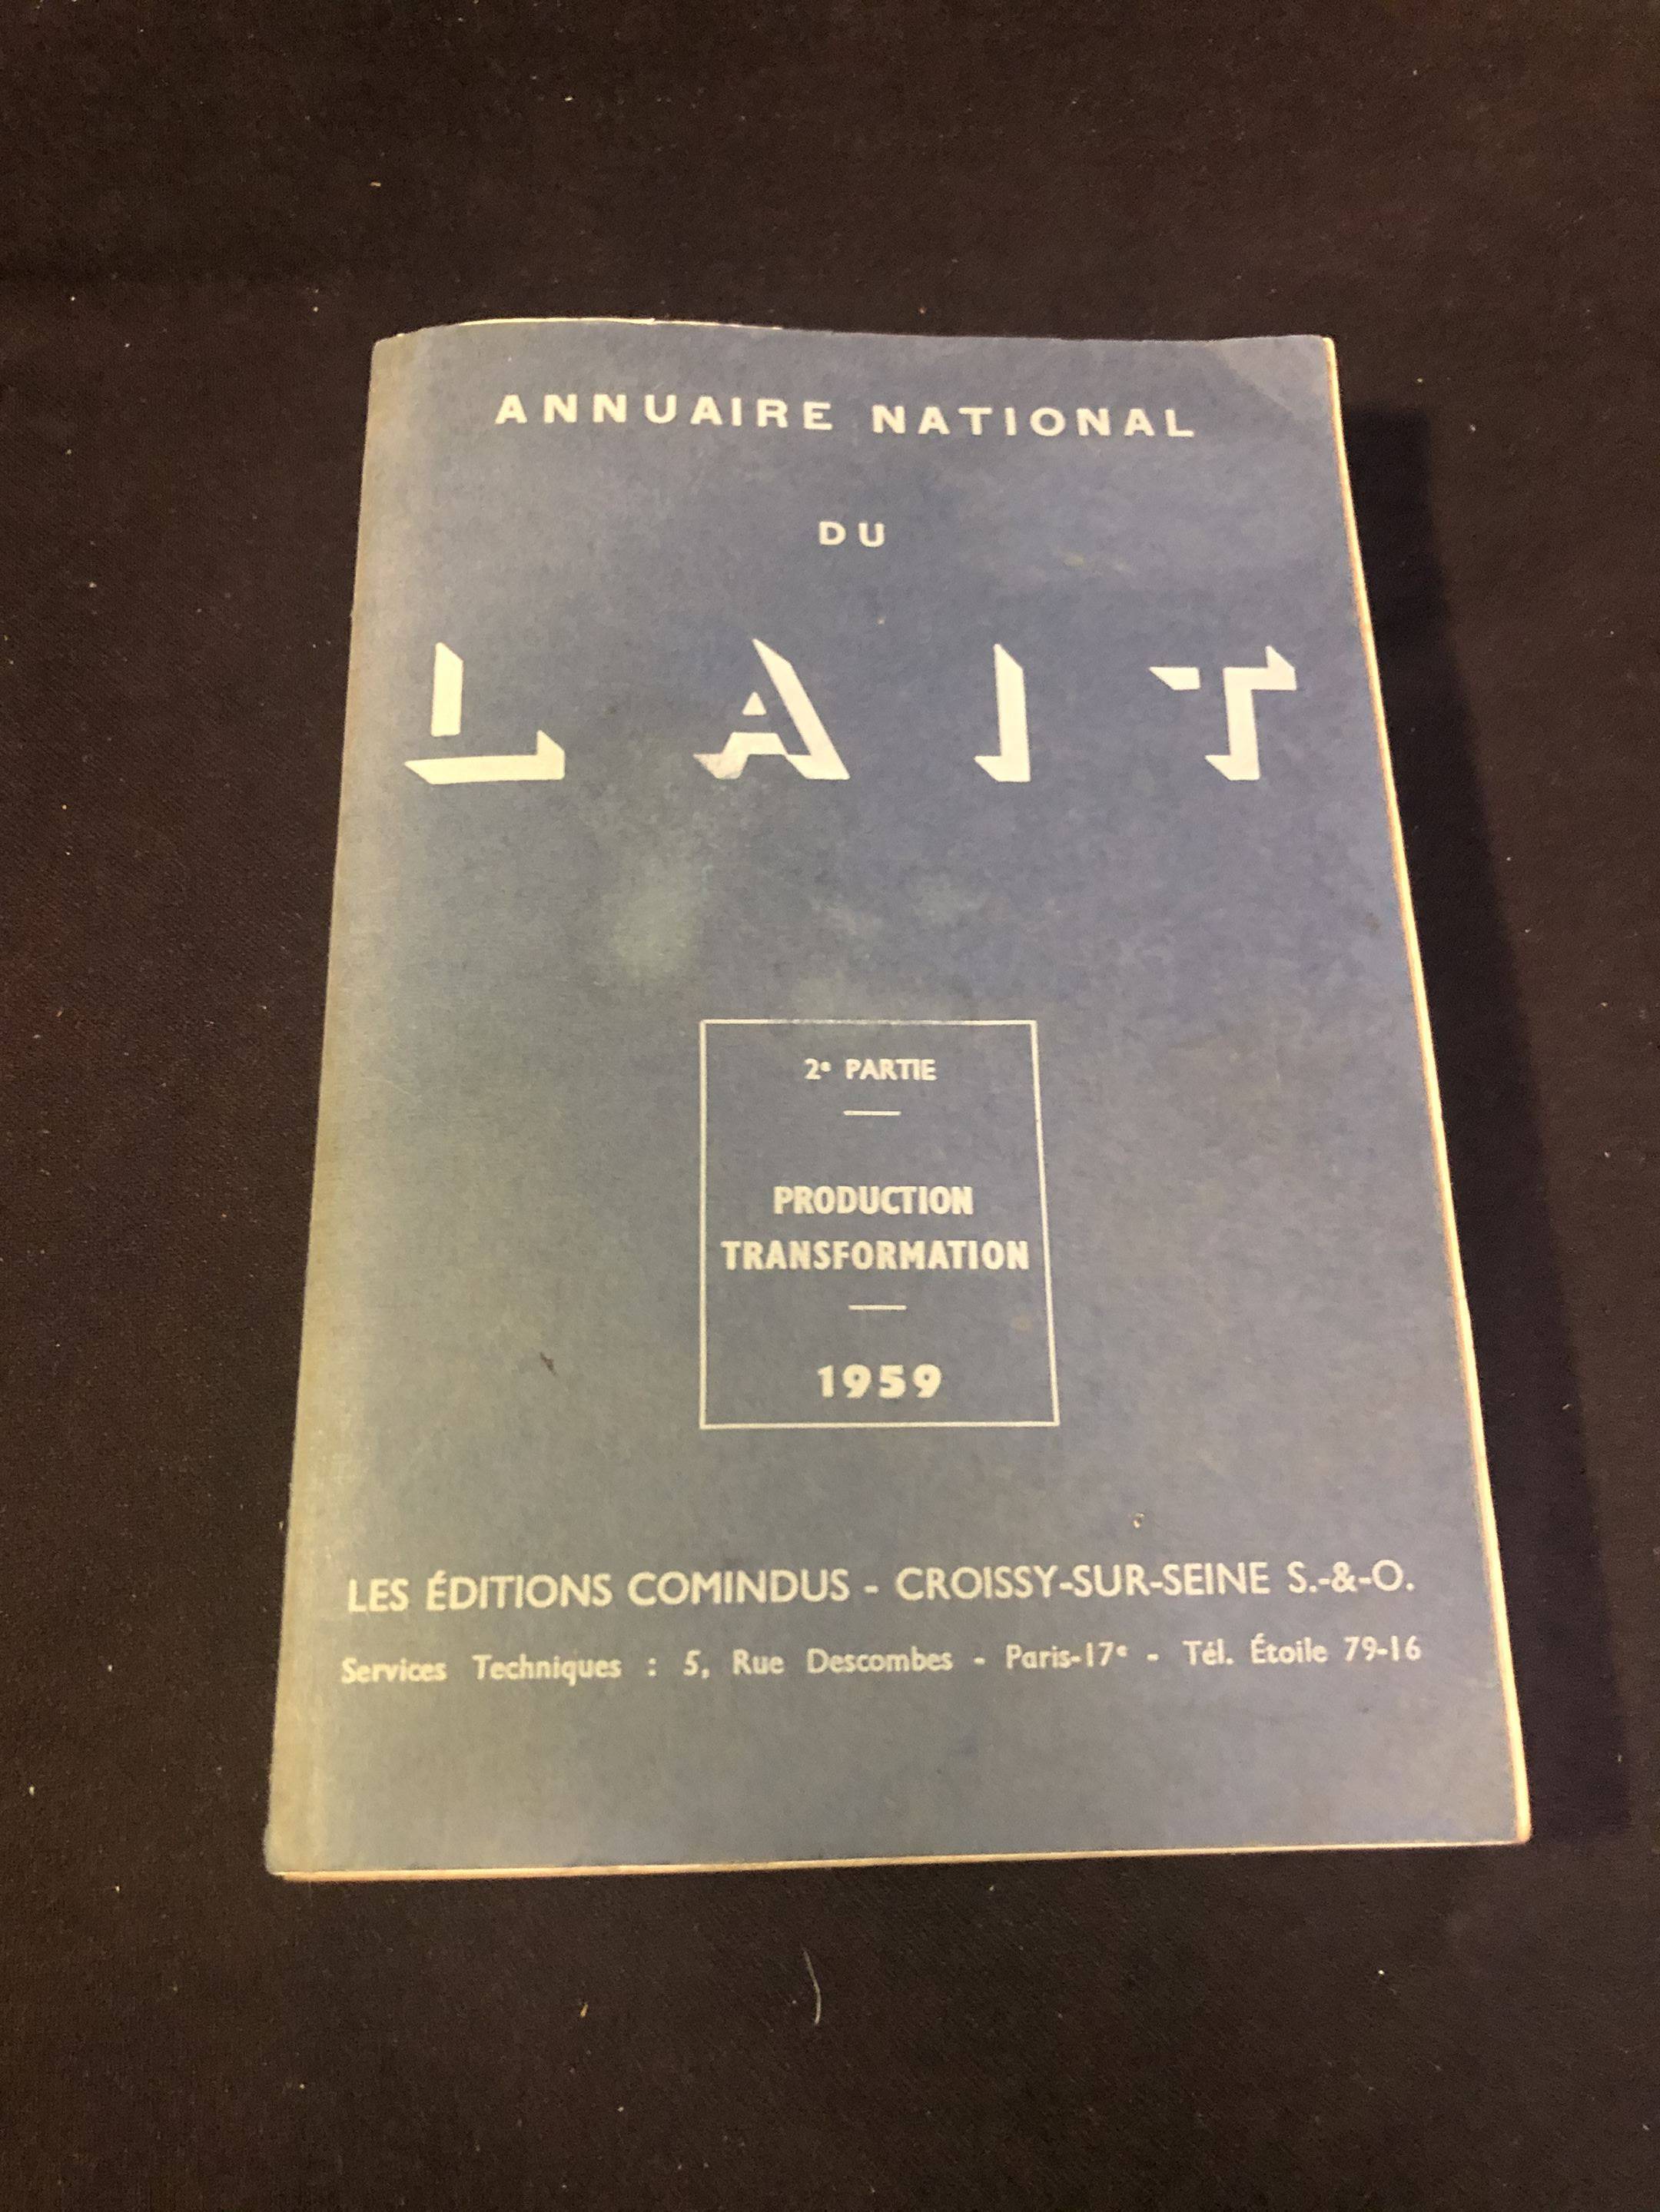 ANNUAIRE NATIONAL
DU
LAIT
2e PARTIE
PRODUCTION
TRANSFORMATION
1959
LES ÉDITIONS COMINDUS - CROISSY-SUR-SEINE S.-&-O.
Services Techniques : 5, Rue Descombes - Paris-17e - Tél. Étoile 79-16